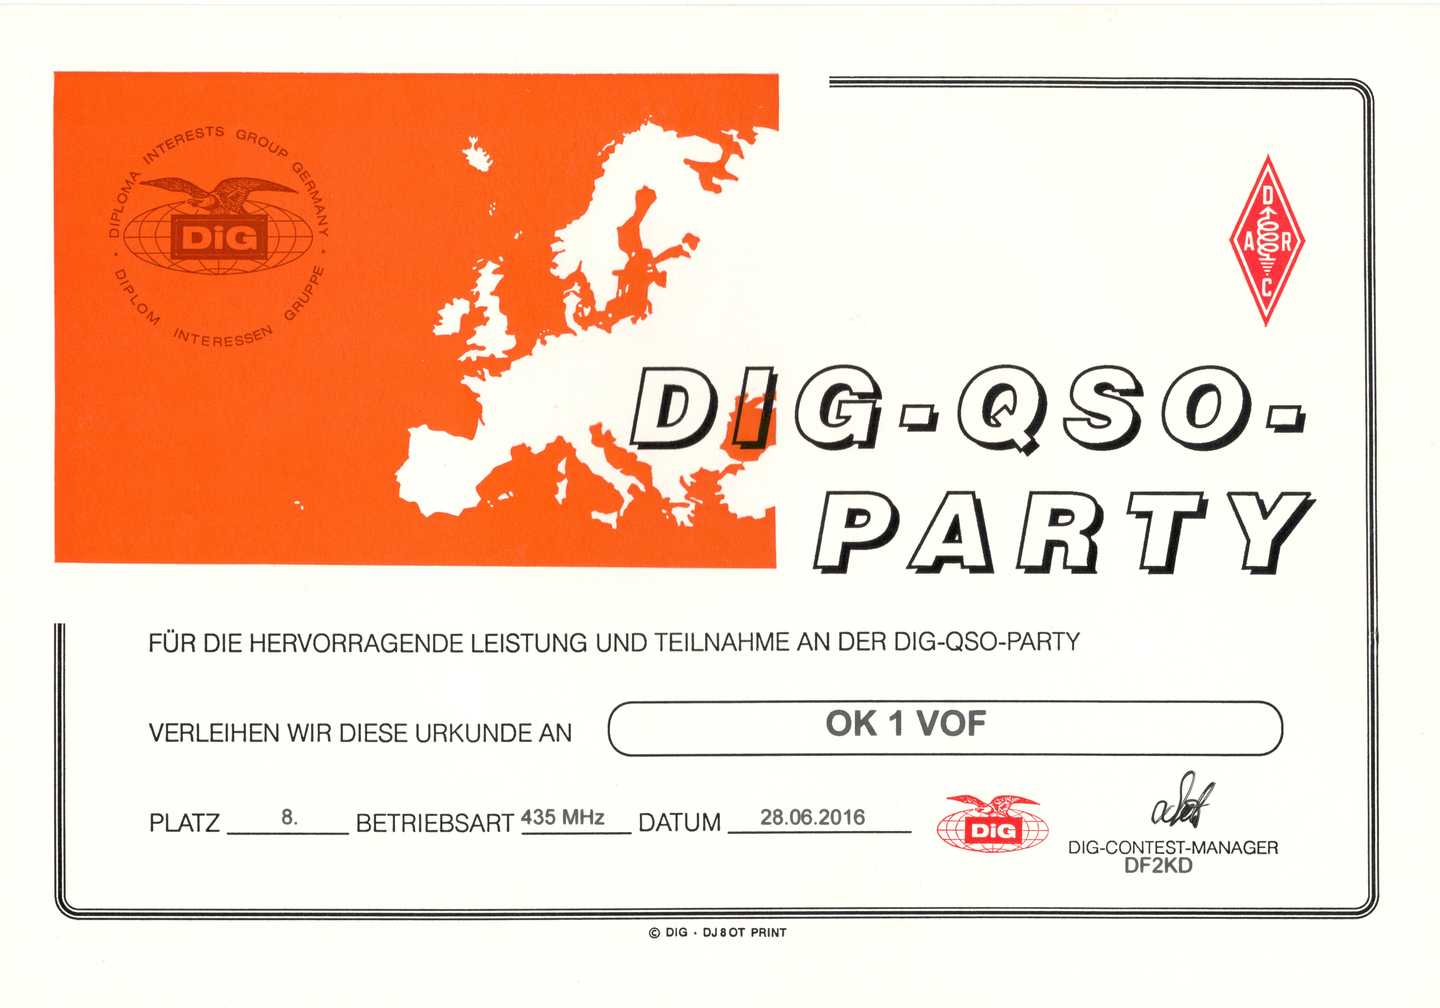 DIPLOMA INTERESTS GROUP GERMANY · DIPLOM INTERESSEN GRUPPE ·
DiG
D
A R
C
DIG-QSO-
PARTY
FÜR DIE HERVORRAGENDE LEISTUNG UND TEILNAHME AN DER DIG-QSO-PARTY
VERLEIHEN WIR DIESE URKUNDE AN OK 1 VOF
PLATZ 8. BETRIEBSART 435 MHz DATUM 28.06.2016
DiG
DIG-CONTEST-MANAGER
DF2KD
© DIG · DJ8OT PRINT